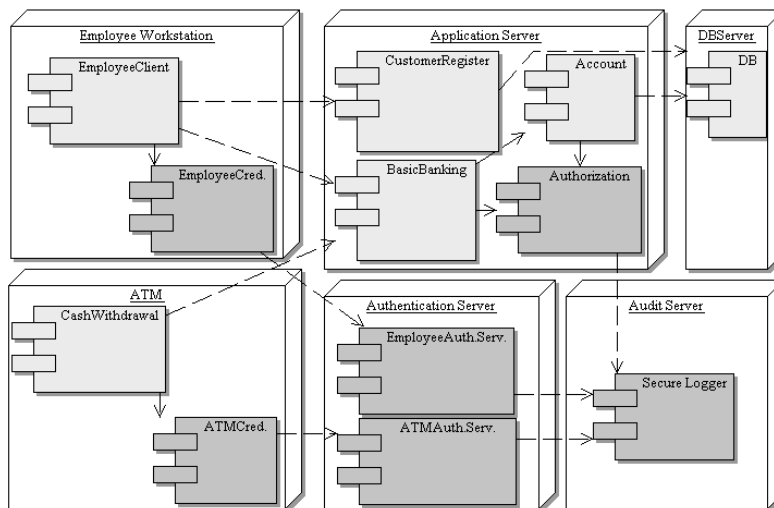 Employee Workstation
EmployeeClient
EmployeeCred.
Application Server
CustomerRegister
Account
BasicBanking
Authorization
DBServer
DB
ATM
CashWithdrawal
ATMCred.
Authentication Server
EmployeeAuth.Serv.
ATMAuth.Serv.
Audit Server
Secure Logger